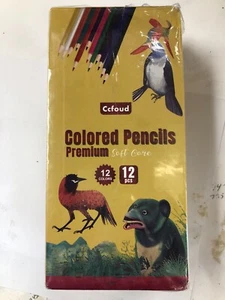 Ccfoud
Colored Pencils
Premium Soft Core
12
COLORS
12
pcs